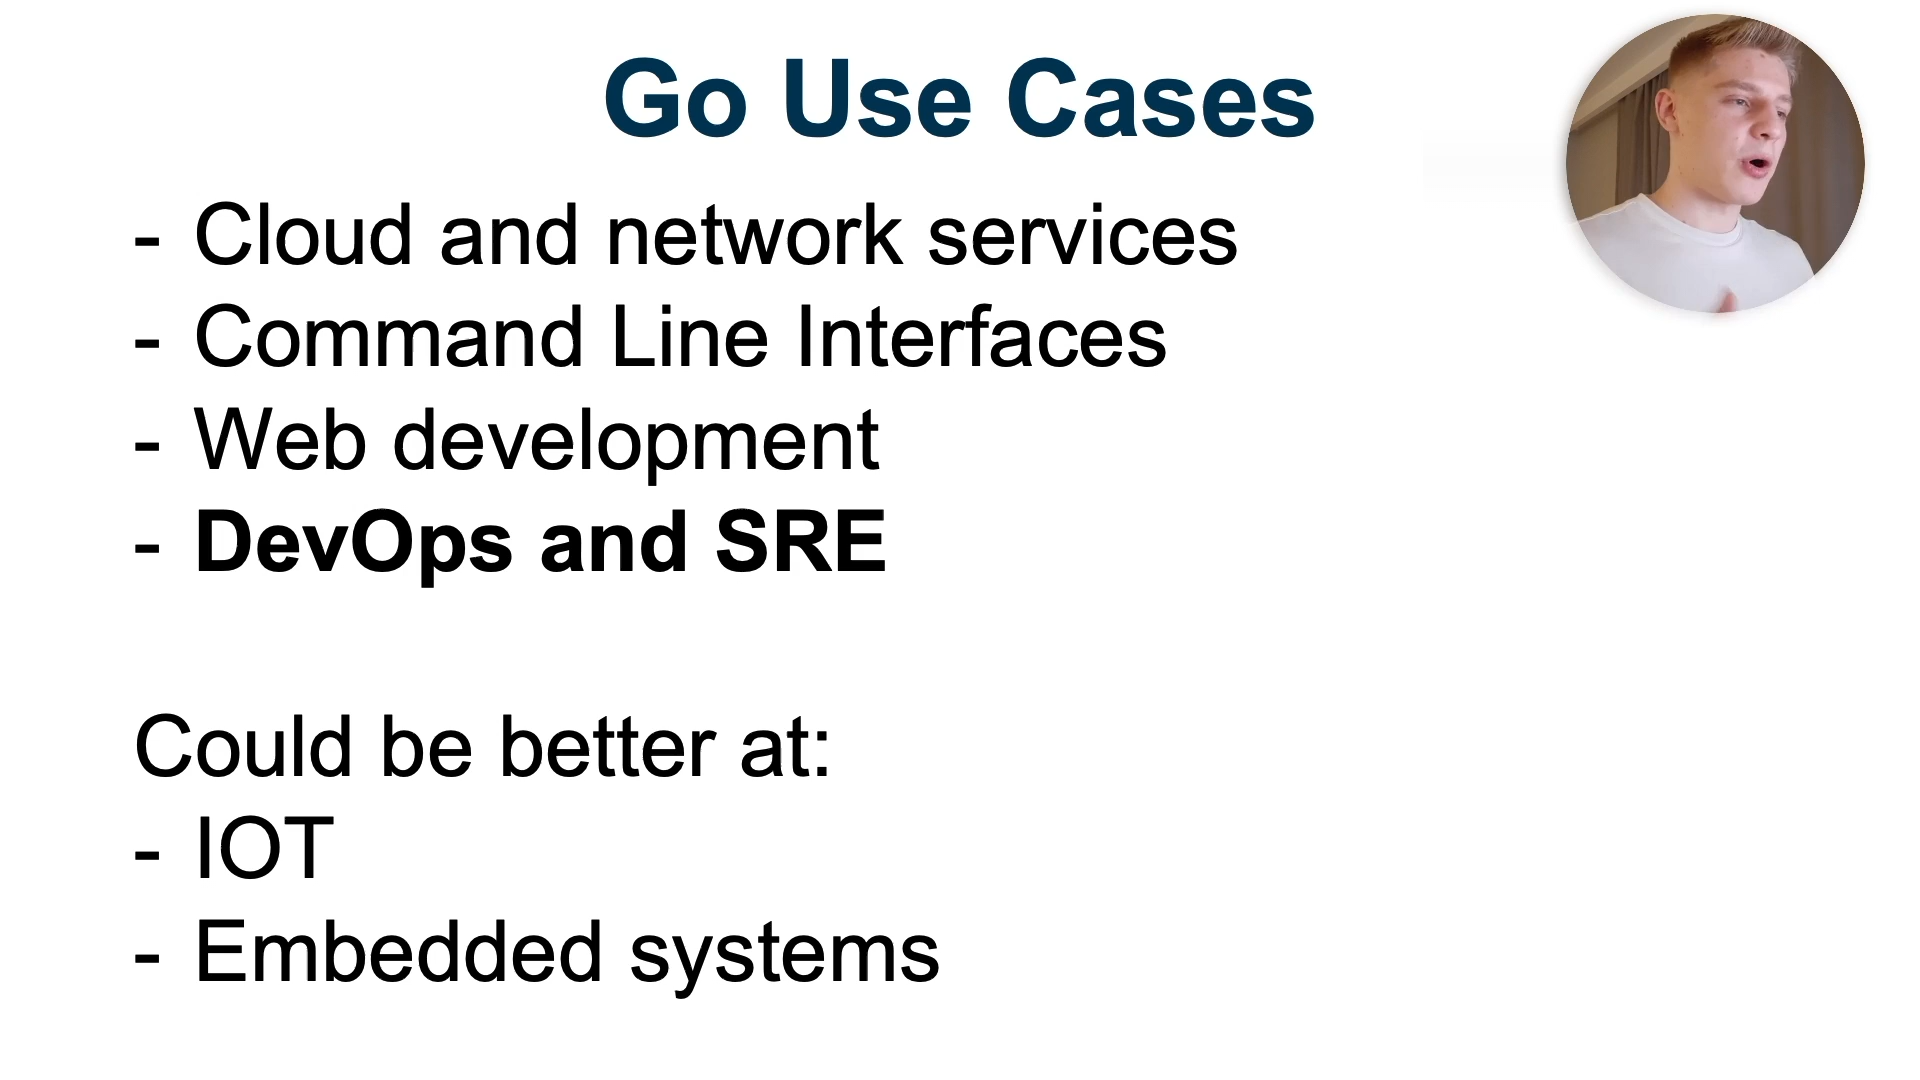 Go Use Cases
- Cloud and network services
- Command Line Interfaces
- Web development
- DevOps and SRE
Could be better at:
- IOT
- Embedded systems